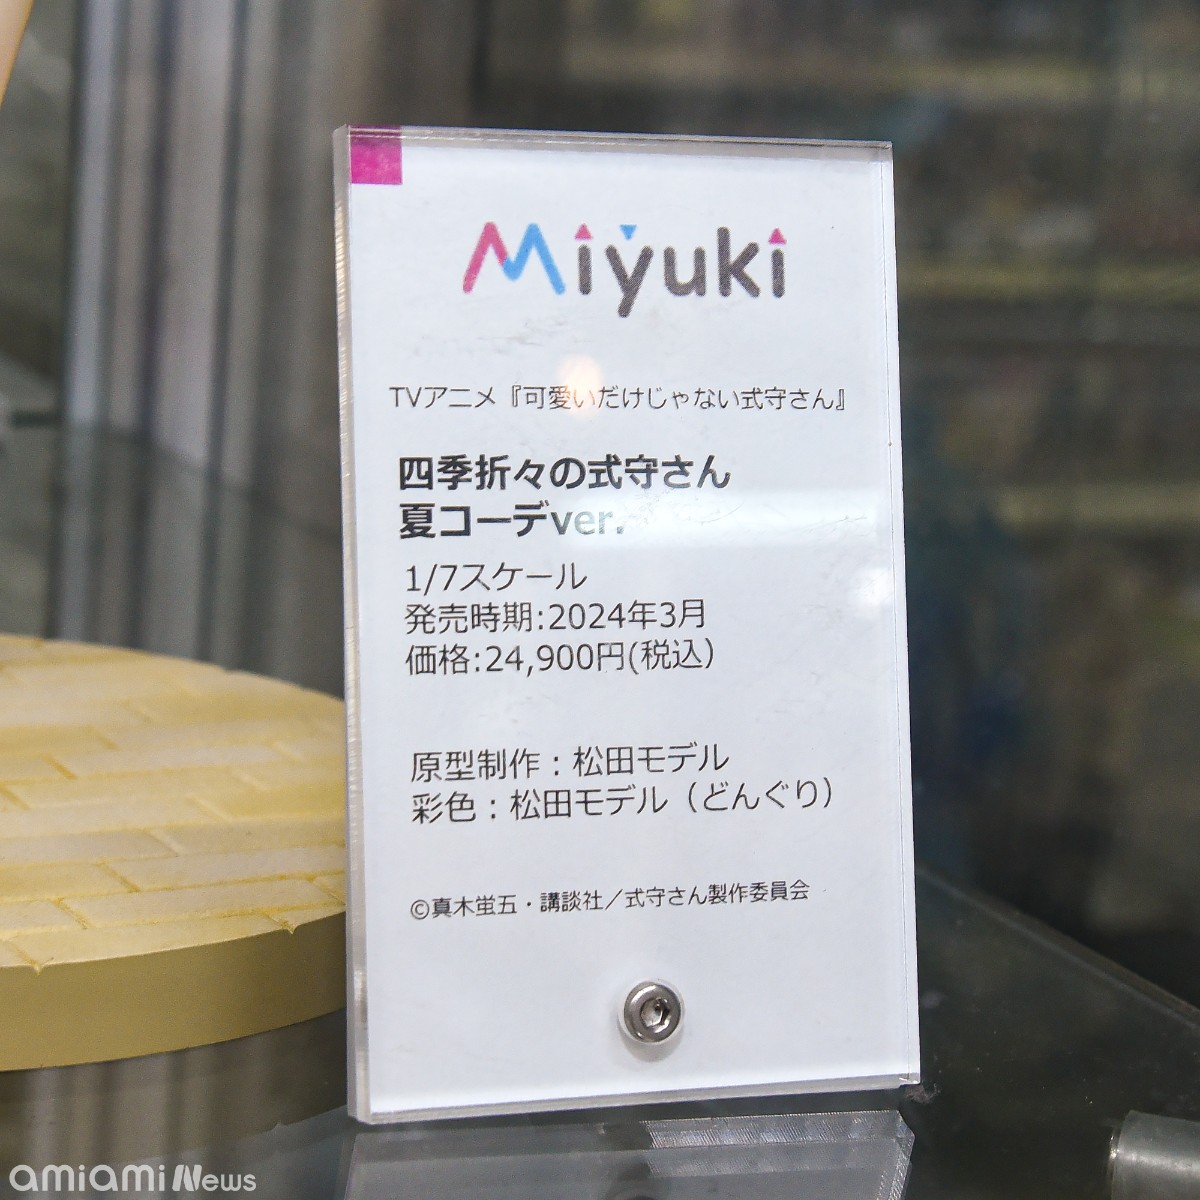 Miyuki
TVアニメ『可愛いだけじゃない式守さん』
四季折々の式守さん
夏コーデver.
1/7スケール
発売時期:2024年3月
価格:24,900円(税込)
原型制作：松田モデル
彩色：松田モデル（どんぐり）
©真木蛍五・講談社／式守さん製作委員会
amiami News